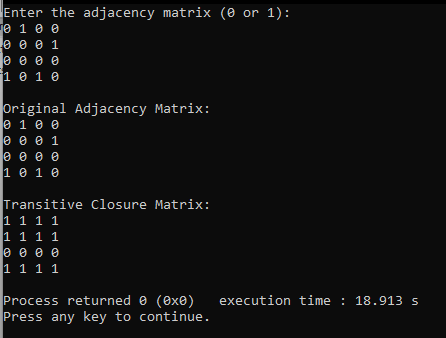 Enter the adjacency matrix (0 or 1):
0 1 0 0
0 0 0 1
0 0 0 0
1 0 1 0
Original Adjacency Matrix:
0 1 0 0
0 0 0 1
0 0 0 0
1 0 1 0
Transitive Closure Matrix:
1 1 1 1
1 1 1 1
0 0 0 0
1 1 1 1
Process returned 0 (0x0)   execution time : 18.913 s
Press any key to continue.